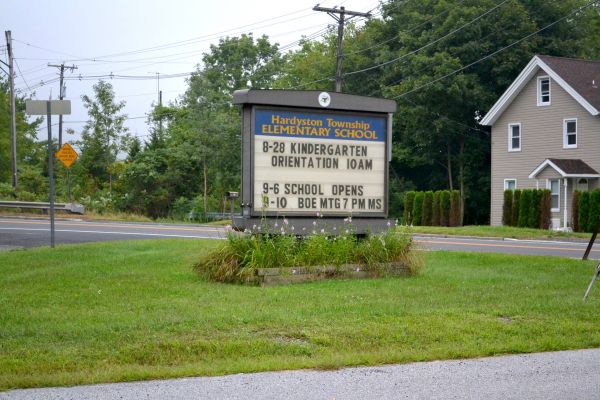 Hardyston Township
ELEMENTARY SCHOOL
8-28 KINDERGARTEN
ORIENTATION 10AM
9-6 SCHOOL OPENS
9-10 BOE MTG 7 PM MS